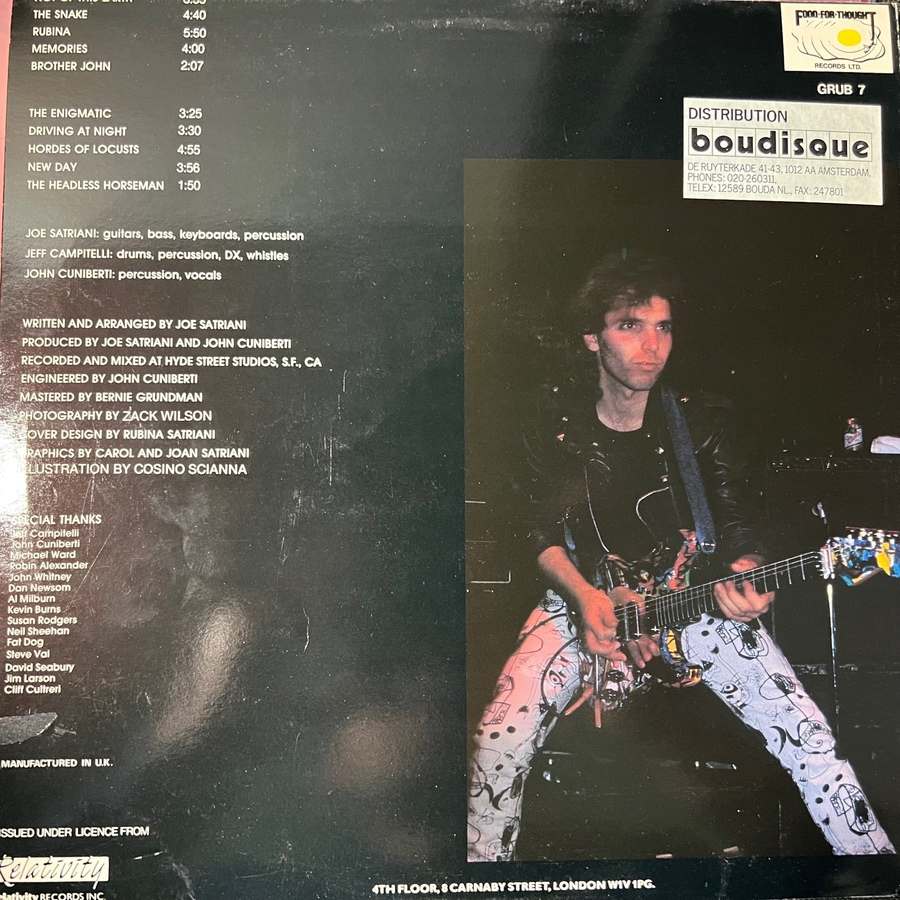 THE SNAKE 4:40
RUBINA 5:50
MEMORIES 4:00
BROTHER JOHN 2:07
THE ENIGMATIC 3:25
DRIVING AT NIGHT 3:30
HORDES OF LOCUSTS 4:55
NEW DAY 3:56
THE HEADLESS HORSEMAN 1:50
JOE SATRIANI: guitars, bass, keyboards, percussion
JEFF CAMPITELLI: drums, percussion, DX, whistles
JOHN CUNIBERTI: percussion, vocals
WRITTEN AND ARRANGED BY JOE SATRIANI
PRODUCED BY JOE SATRIANI AND JOHN CUNIBERTI
RECORDED AND MIXED AT HYDE STREET STUDIOS, S.F., CA
ENGINEERED BY JOHN CUNIBERTI
MASTERED BY BERNIE GRUNDMAN
PHOTOGRAPHY BY ZACK WILSON
COVER DESIGN BY RUBINA SATRIANI
GRAPHICS BY CAROL AND JOAN SATRIANI
ILLUSTRATION BY COSINO SCIANNA
SPECIAL THANKS
Jeff Campitelli
John Cuniberti
Michael Ward
Robin Alexander
John Whitney
Dan Newsom
Al Milburn
Kevin Burns
Susan Rodgers
Neil Sheehan
Fat Dog
Steve Vai
David Seabury
Jim Larson
Cliff Cultreri
MANUFACTURED IN U.K.
ISSUED UNDER LICENCE FROM
Relativity
Relativity RECORDS INC.
FOOD·FOR·THOUGHT
RECORDS LTD.
GRUB 7
DISTRIBUTION
boudisque
DE RUYTERKADE 41-43, 1012 AA AMSTERDAM,
PHONES: 020-260311,
TELEX: 12589 BOUDA NL., FAX: 247801
4TH FLOOR, 8 CARNABY STREET, LONDON W1V 1PG.